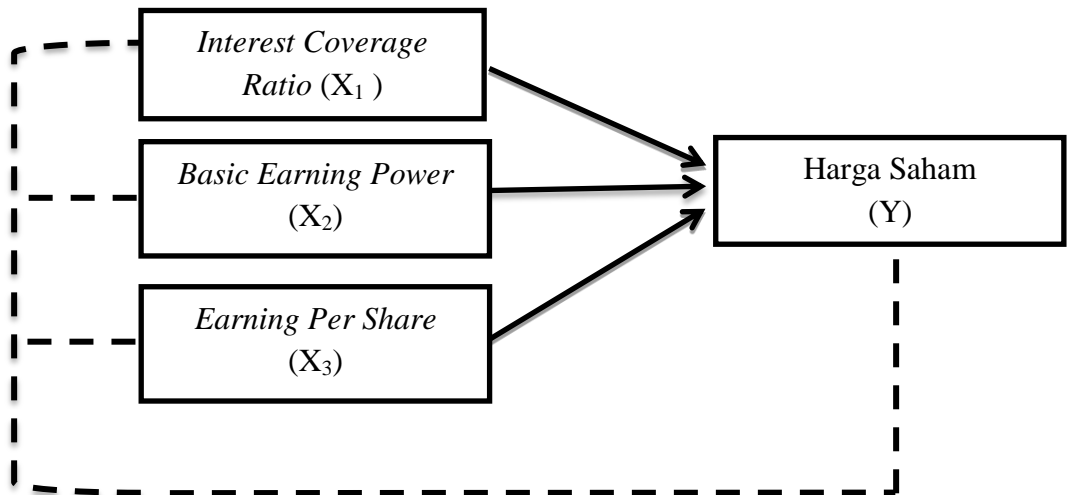 Interest Coverage
Ratio (X₁ )
Basic Earning Power
(X₂)
Earning Per Share
(X₃)
Harga Saham
(Y)